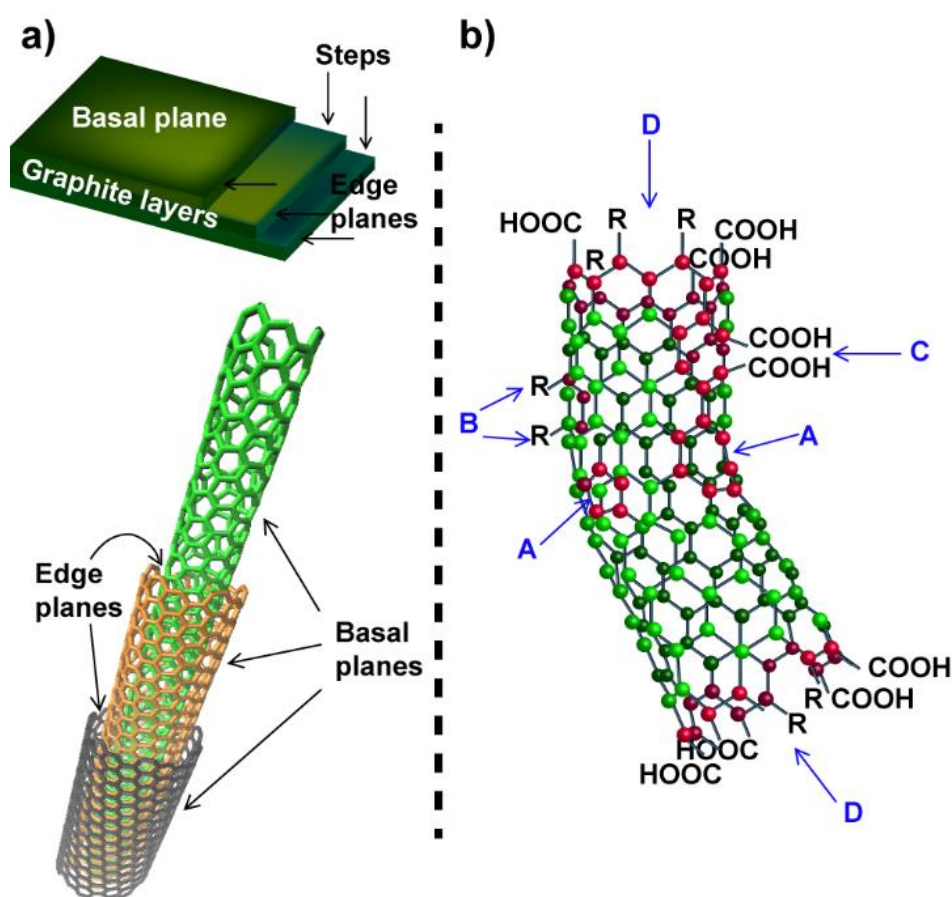 a)
Steps
Basal plane
Graphite layers
Edge
planes
Edge
planes
Basal
planes
b)
D
HOOC
R
R
COOH
R
COOH
COOH
COOH
C
R
B
R
A
A
COOH
R
COOH
R
HOOC
HOOC
D